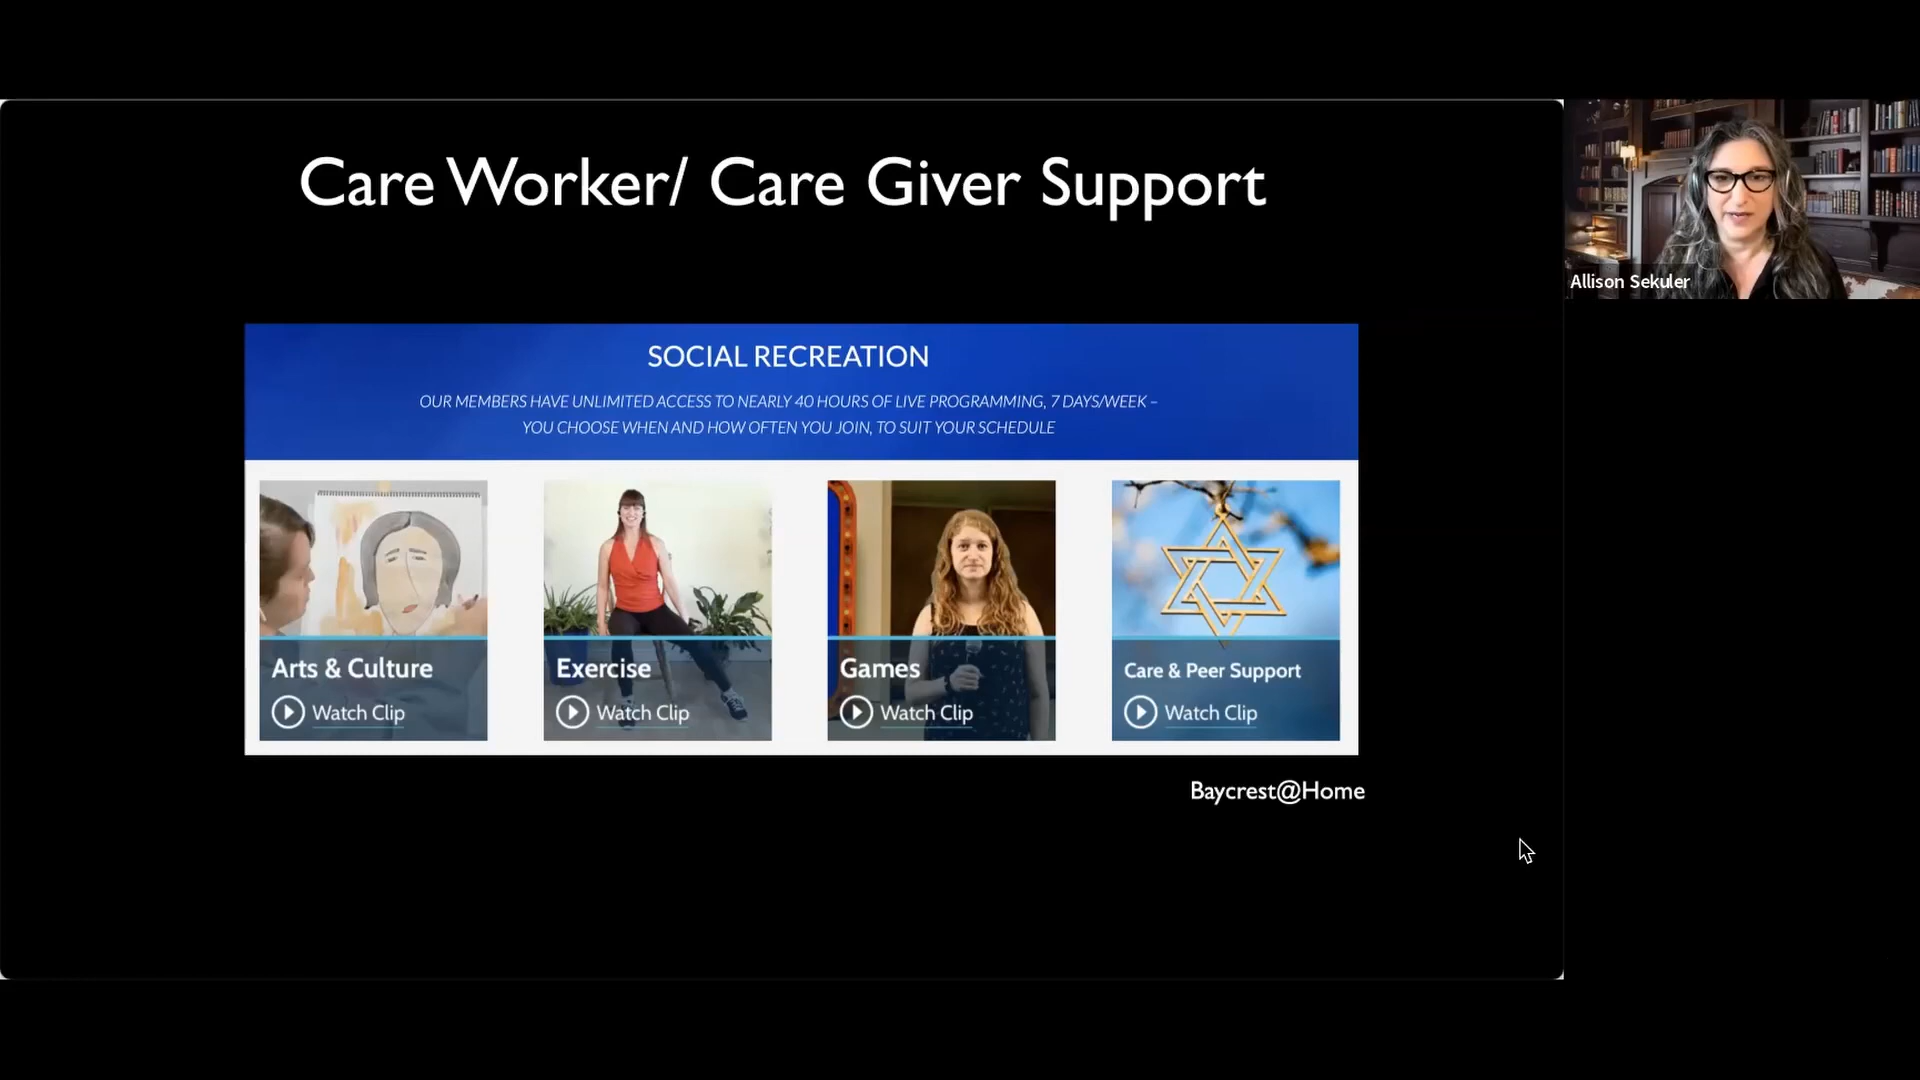 Care Worker/ Care Giver Support
Allison Sekuler
SOCIAL RECREATION
OUR MEMBERS HAVE UNLIMITED ACCESS TO NEARLY 40 HOURS OF LIVE PROGRAMMING, 7 DAYS/WEEK –
YOU CHOOSE WHEN AND HOW OFTEN YOU JOIN, TO SUIT YOUR SCHEDULE
Arts & Culture
Watch Clip
Exercise
Watch Clip
Games
Watch Clip
Care & Peer Support
Watch Clip
Baycrest@Home